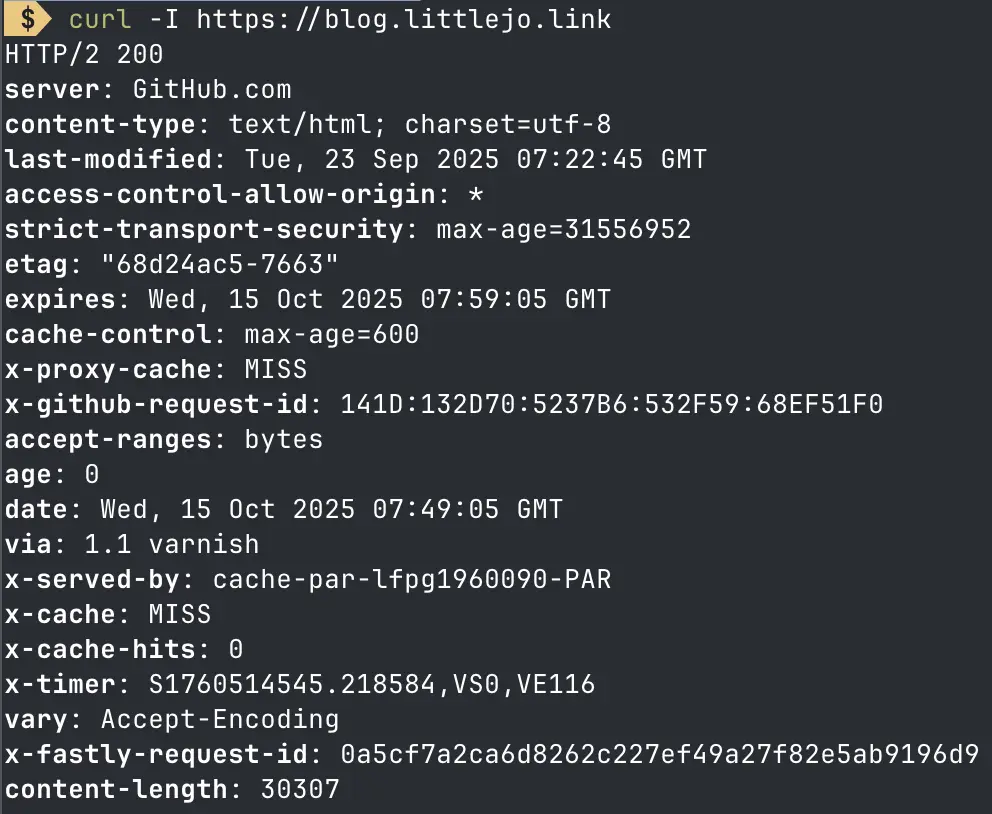 $ curl -I https://blog.littlejo.link
HTTP/2 200
server: GitHub.com
content-type: text/html; charset=utf-8
last-modified: Tue, 23 Sep 2025 07:22:45 GMT
access-control-allow-origin: *
strict-transport-security: max-age=31556952
etag: "68d24ac5-7663"
expires: Wed, 15 Oct 2025 07:59:05 GMT
cache-control: max-age=600
x-proxy-cache: MISS
x-github-request-id: 141D:132D70:5237B6:532F59:68EF51F0
accept-ranges: bytes
age: 0
date: Wed, 15 Oct 2025 07:49:05 GMT
via: 1.1 varnish
x-served-by: cache-par-lfpg1960090-PAR
x-cache: MISS
x-cache-hits: 0
x-timer: S1760514545.218584,VS0,VE116
vary: Accept-Encoding
x-fastly-request-id: 0a5cf7a2ca6d8262c227ef49a27f82e5ab9196d9
content-length: 30307